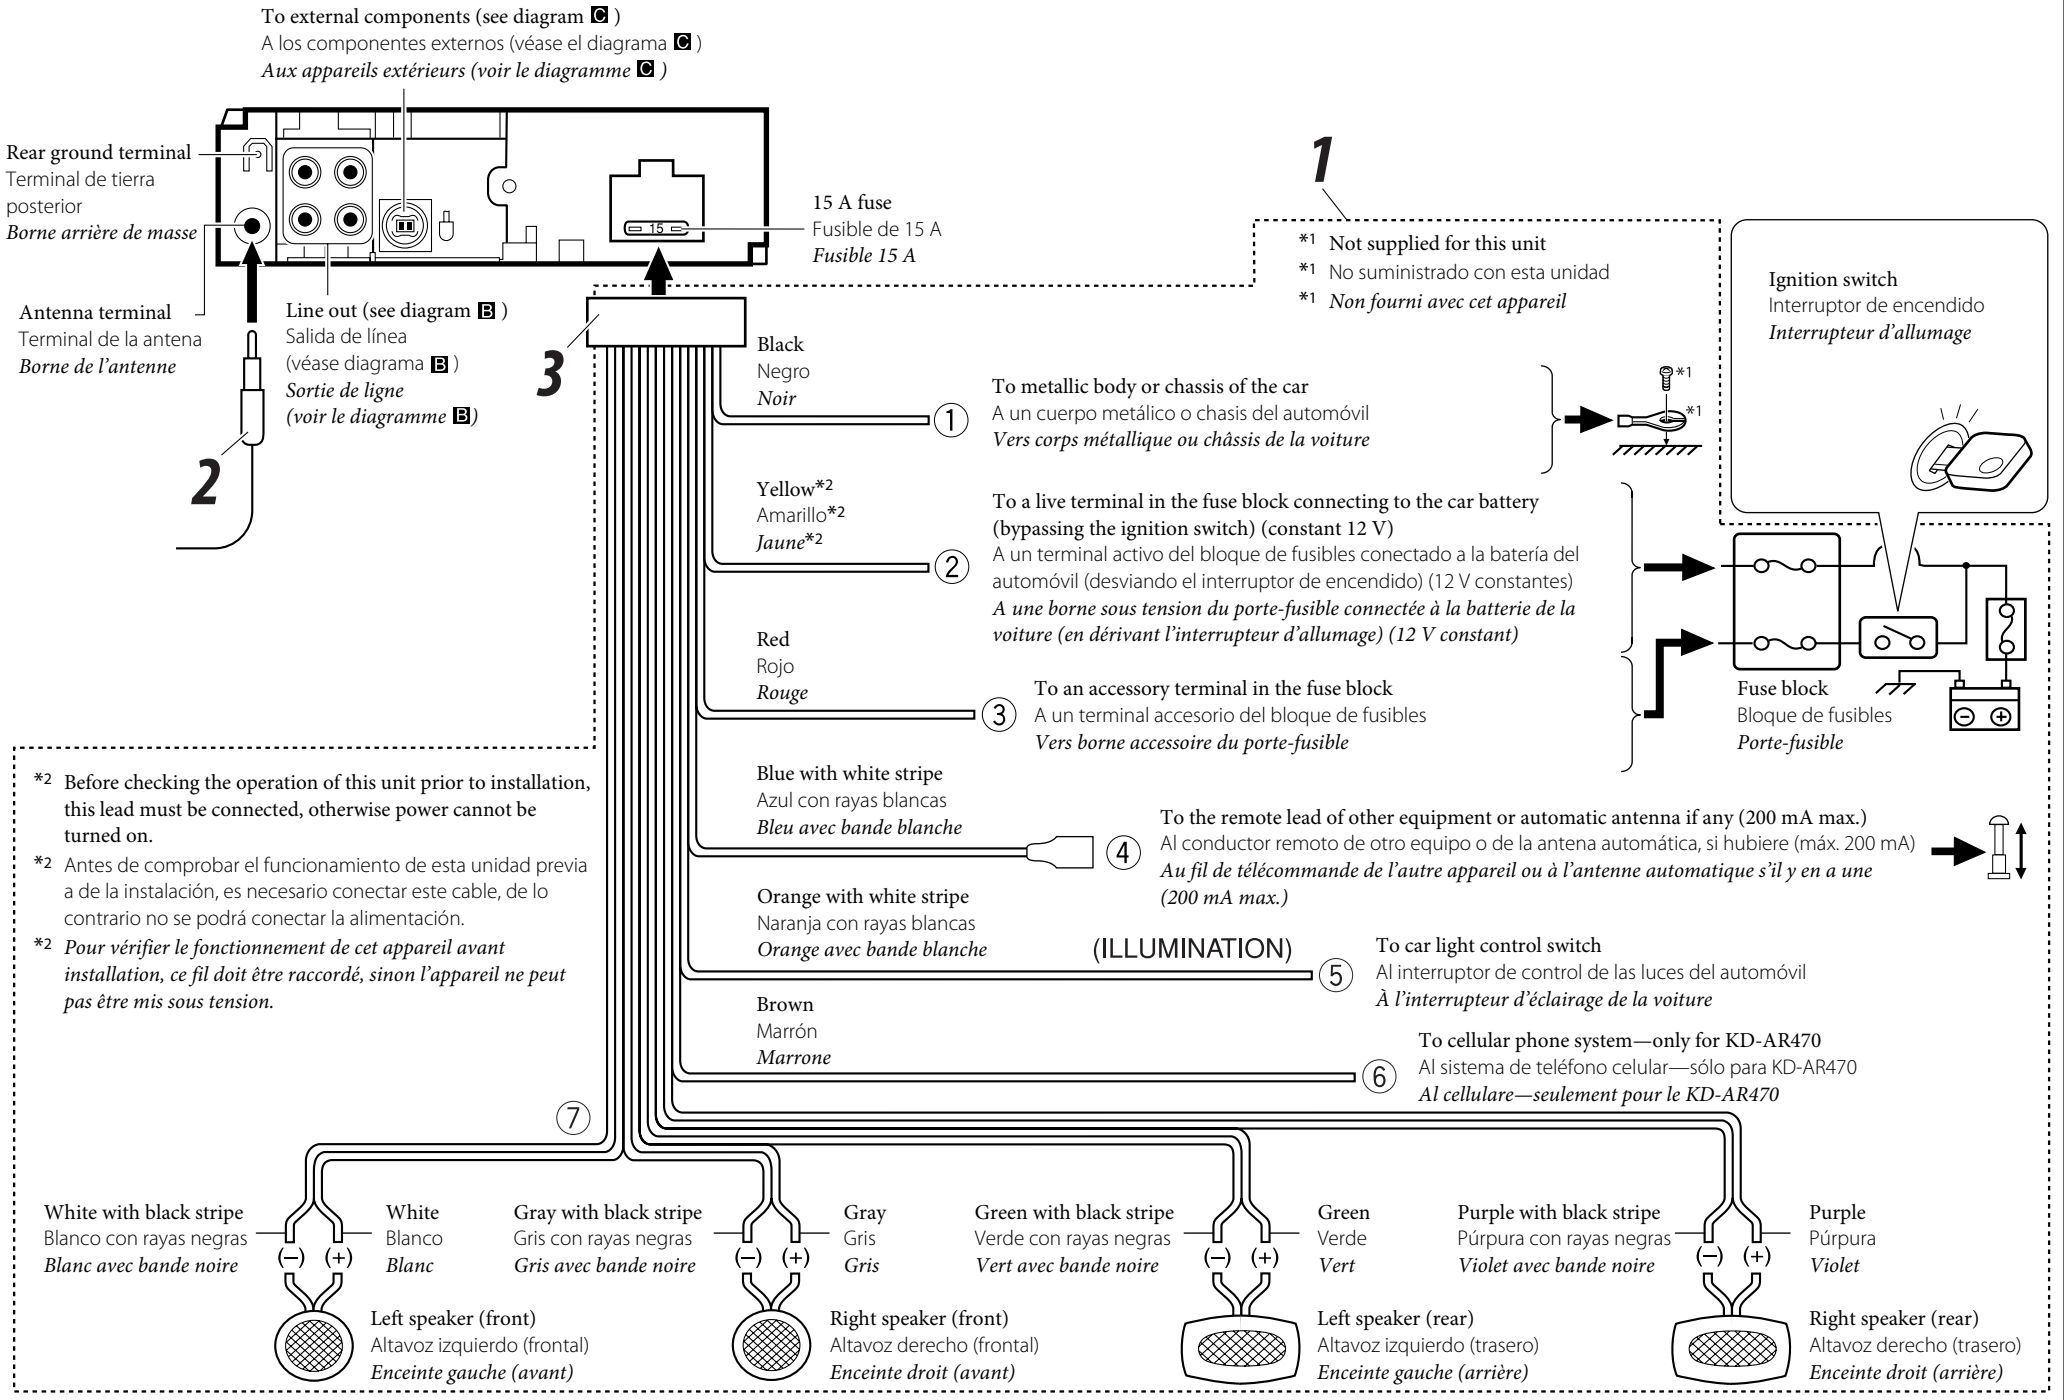 To external components (see diagram C )
A los componentes externos (véase el diagrama C )
Aux appareils extérieurs (voir le diagramme C )
Rear ground terminal
Terminal de tierra
posterior
Borne arrière de masse
15
15 A fuse
Fusible de 15 A
Fusible 15 A
1
*1 Not supplied for this unit
*1 No suministrado con esta unidad
*1 Non fourni avec cet appareil
Ignition switch
Interruptor de encendido
Interrupteur d'allumage
Antenna terminal
Terminal de la antena
Borne de l'antenne
Line out (see diagram B )
Salida de línea
(véase diagrama B )
Sortie de ligne
(voir le diagramme B)
2
3
Black
Negro
Noir
①
To metallic body or chassis of the car
A un cuerpo metálico o chasis del automóvil
Vers corps métallique ou châssis de la voiture
*1
*1
Yellow*2
Amarillo*2
Jaune*2
②
To a live terminal in the fuse block connecting to the car battery
(bypassing the ignition switch) (constant 12 V)
A un terminal activo del bloque de fusibles conectado a la batería del
automóvil (desviando el interruptor de encendido) (12 V constantes)
A une borne sous tension du porte-fusible connectée à la batterie de la
voiture (en dérivant l'interrupteur d'allumage) (12 V constant)
Red
Rojo
Rouge
③
To an accessory terminal in the fuse block
A un terminal accesorio del bloque de fusibles
Vers borne accessoire du porte-fusible
Fuse block
Bloque de fusibles
Porte-fusible
− +
*2 Before checking the operation of this unit prior to installation,
this lead must be connected, otherwise power cannot be
turned on.
*2 Antes de comprobar el funcionamiento de esta unidad previa
a de la instalación, es necesario conectar este cable, de lo
contrario no se podrá conectar la alimentación.
*2 Pour vérifier le fonctionnement de cet appareil avant
installation, ce fil doit être raccordé, sinon l'appareil ne peut
pas être mis sous tension.
Blue with white stripe
Azul con rayas blancas
Bleu avec bande blanche
④
To the remote lead of other equipment or automatic antenna if any (200 mA max.)
Al conductor remoto de otro equipo o de la antena automática, si hubiere (máx. 200 mA)
Au fil de télécommande de l'autre appareil ou à l'antenne automatique s'il y en a une
(200 mA max.)
Orange with white stripe
Naranja con rayas blancas
Orange avec bande blanche
(ILLUMINATION)
⑤
To car light control switch
Al interruptor de control de las luces del automóvil
À l'interrupteur d'éclairage de la voiture
Brown
Marrón
Marrone
⑥
To cellular phone system—only for KD-AR470
Al sistema de teléfono celular—sólo para KD-AR470
Al cellulare—seulement pour le KD-AR470
⑦
White with black stripe
Blanco con rayas negras
Blanc avec bande noire
(−) (+)
White
Blanco
Blanc
Gray with black stripe
Gris con rayas negras
Gris avec bande noire
(−) (+)
Gray
Gris
Gris
Green with black stripe
Verde con rayas negras
Vert avec bande noire
(−) (+)
Green
Verde
Vert
Purple with black stripe
Púrpura con rayas negras
Violet avec bande noire
(−) (+)
Purple
Púrpura
Violet
Left speaker (front)
Altavoz izquierdo (frontal)
Enceinte gauche (avant)
Right speaker (front)
Altavoz derecho (frontal)
Enceinte droit (avant)
Left speaker (rear)
Altavoz izquierdo (trasero)
Enceinte gauche (arrière)
Right speaker (rear)
Altavoz derecho (trasero)
Enceinte droit (arrière)